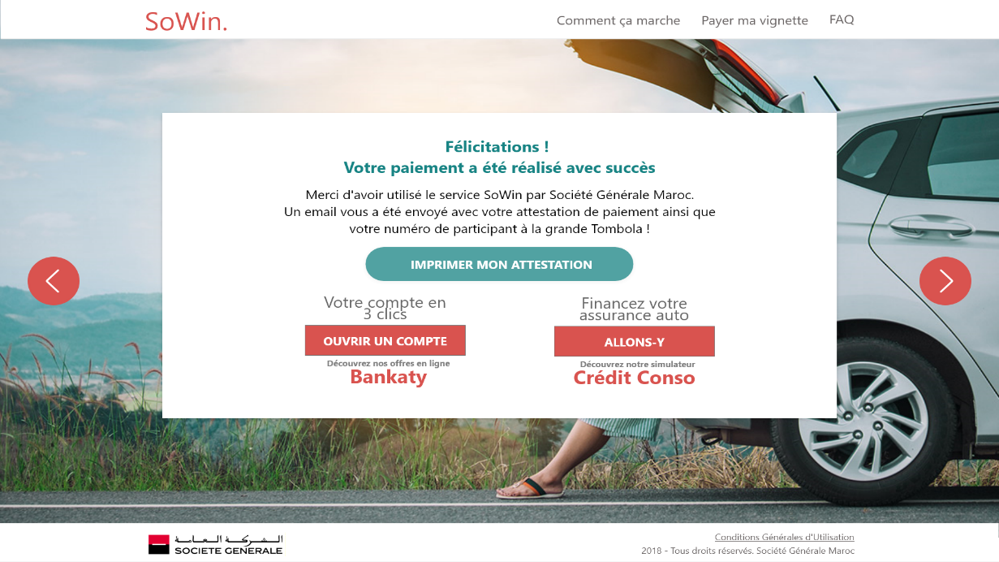 SoWin.
Comment ça marche
Payer ma vignette
FAQ
Félicitations !
Votre paiement a été réalisé avec succès
Merci d'avoir utilisé le service SoWin par Société Générale Maroc.
Un email vous a été envoyé avec votre attestation de paiement ainsi que
votre numéro de participant à la grande Tombola !
IMPRIMER MON ATTESTATION
Votre compte en
3 clics
OUVRIR UN COMPTE
Découvrez nos offres en ligne
Bankaty
Financez votre
assurance auto
ALLONS-Y
Découvrez notre simulateur
Crédit Conso
الشركة العامة
SOCIETE GENERALE
Conditions Générales d'Utilisation
2018 - Tous droits réservés. Société Générale Maroc